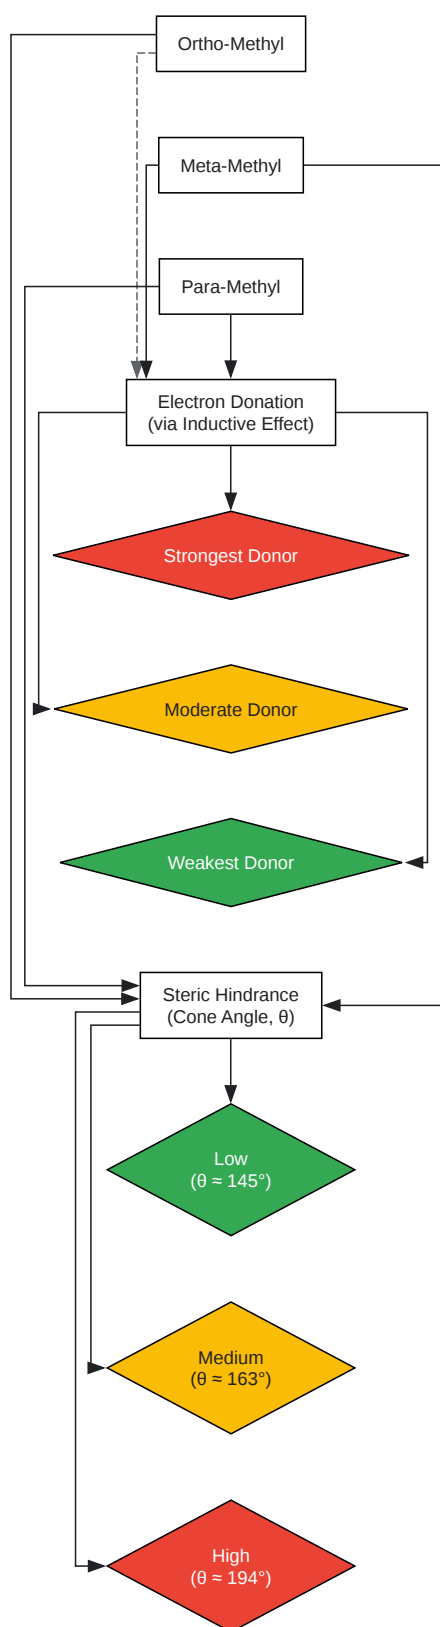 Ortho-Methyl
Meta-Methyl
Para-Methyl
Electron Donation
(via Inductive Effect)
Strongest Donor
Moderate Donor
Weakest Donor
Steric Hindrance
(Cone Angle, θ)
Low
(θ ≈ 145°)
Medium
(θ ≈ 163°)
High
(θ ≈ 194°)